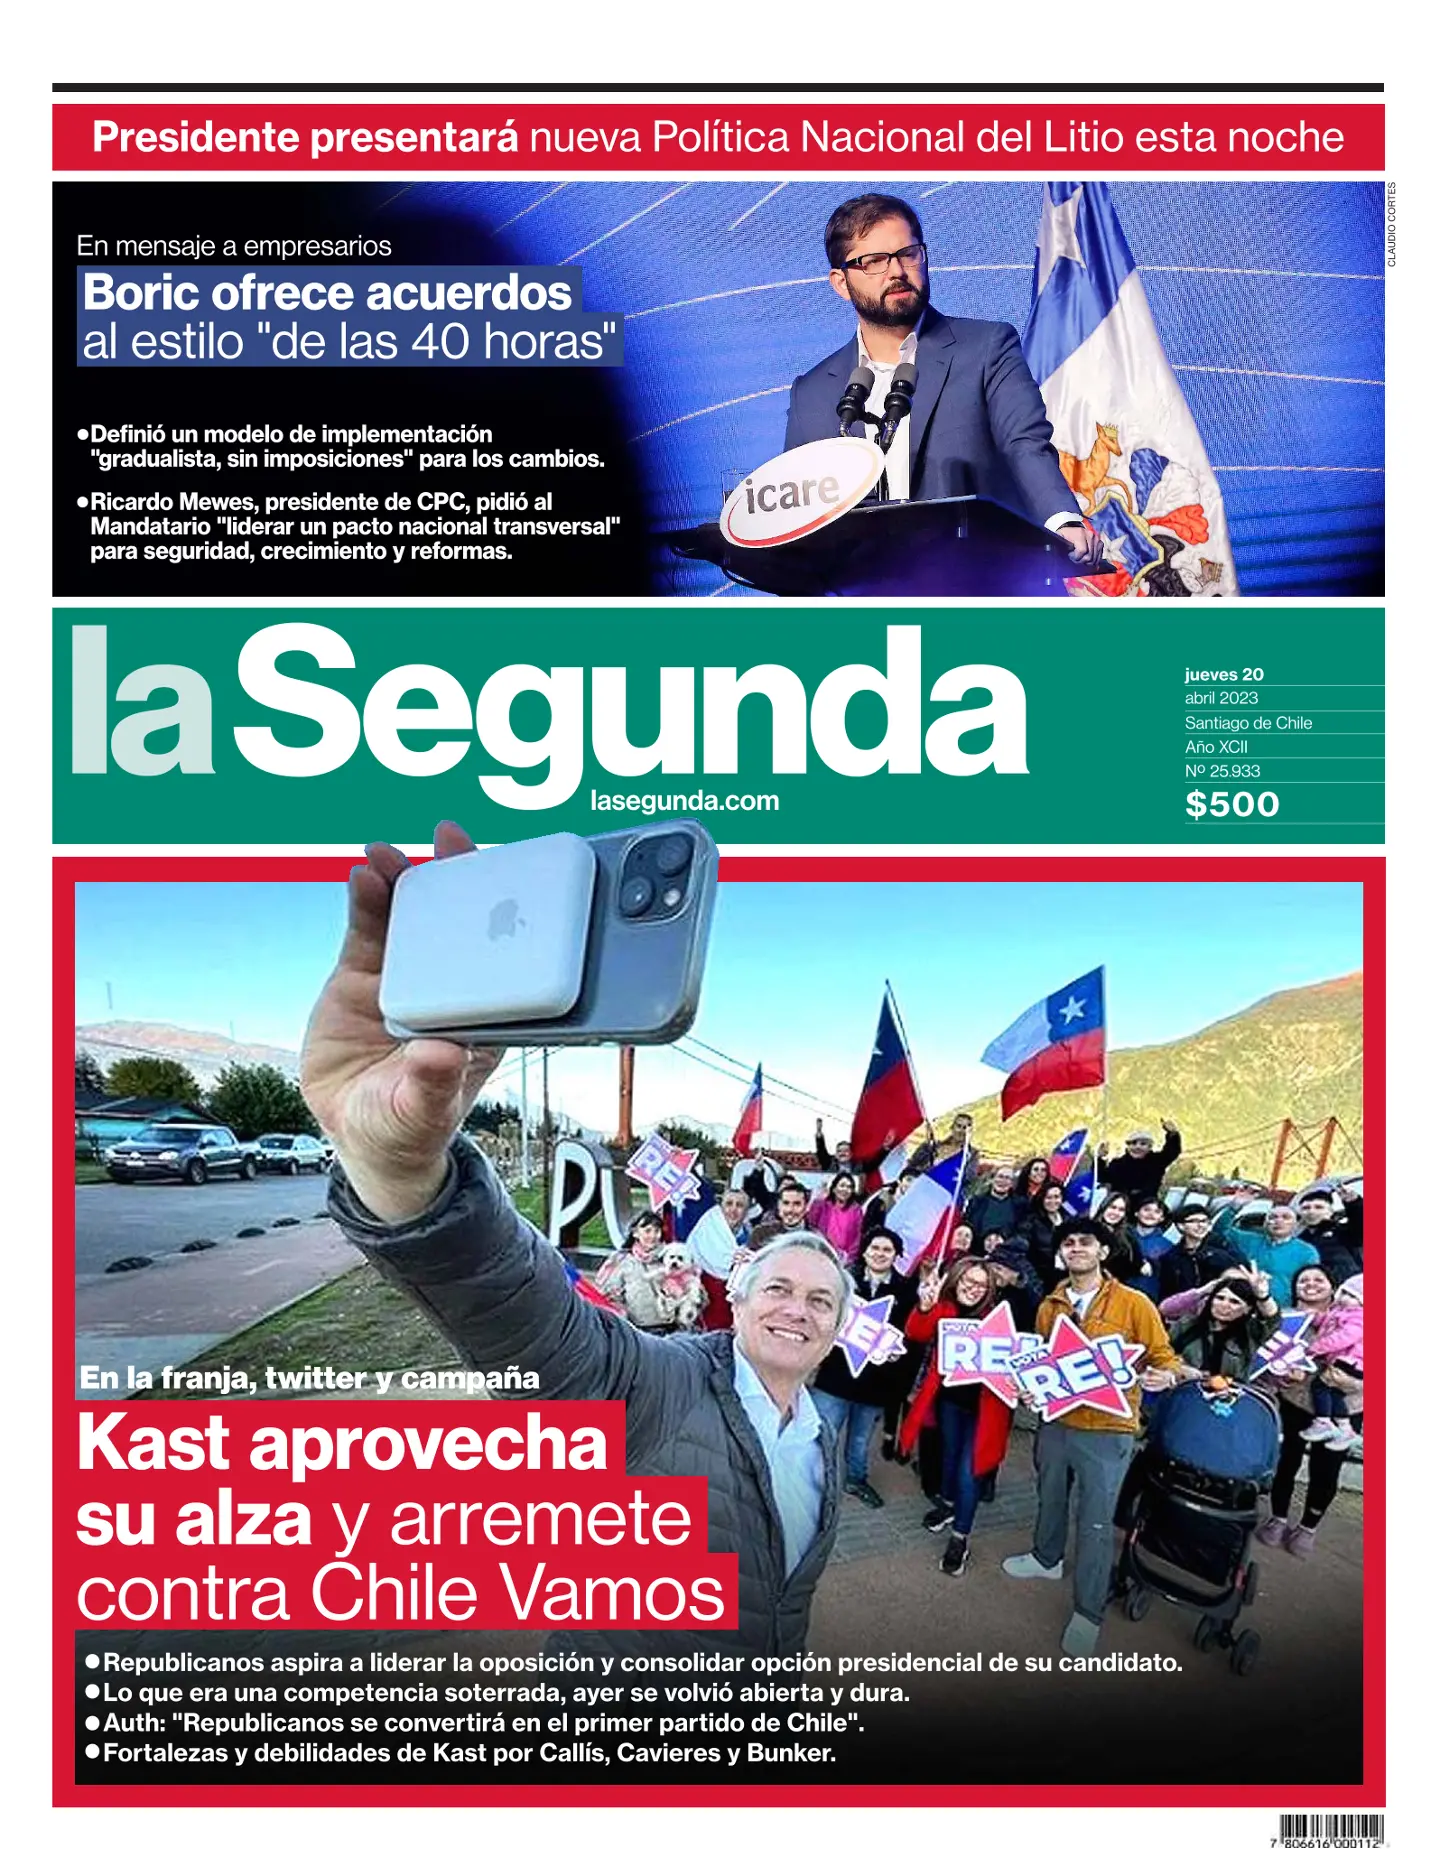 Presidente presentará nueva Política Nacional del Litio esta noche
CLAUDIO CORTES
En mensaje a empresarios
Boric ofrece acuerdos
al estilo "de las 40 horas"
●Definió un modelo de implementación
"gradualista, sin imposiciones" para los cambios.
●Ricardo Mewes, presidente de CPC, pidió al
Mandatario "liderar un pacto nacional transversal"
para seguridad, crecimiento y reformas.
icare
la Segunda
lasegunda.com
jueves 20
abril 2023
Santiago de Chile
Año XCII
Nº 25.933
$500
PU
RE!
RE!
VOTA
RE!
VOTA
RE!
En la franja, twitter y campaña
Kast aprovecha
su alza y arremete
contra Chile Vamos
●Republicanos aspira a liderar la oposición y consolidar opción presidencial de su candidato.
●Lo que era una competencia soterrada, ayer se volvió abierta y dura.
●Auth: "Republicanos se convertirá en el primer partido de Chile".
●Fortalezas y debilidades de Kast por Callís, Cavieres y Bunker.
7 806616 000112